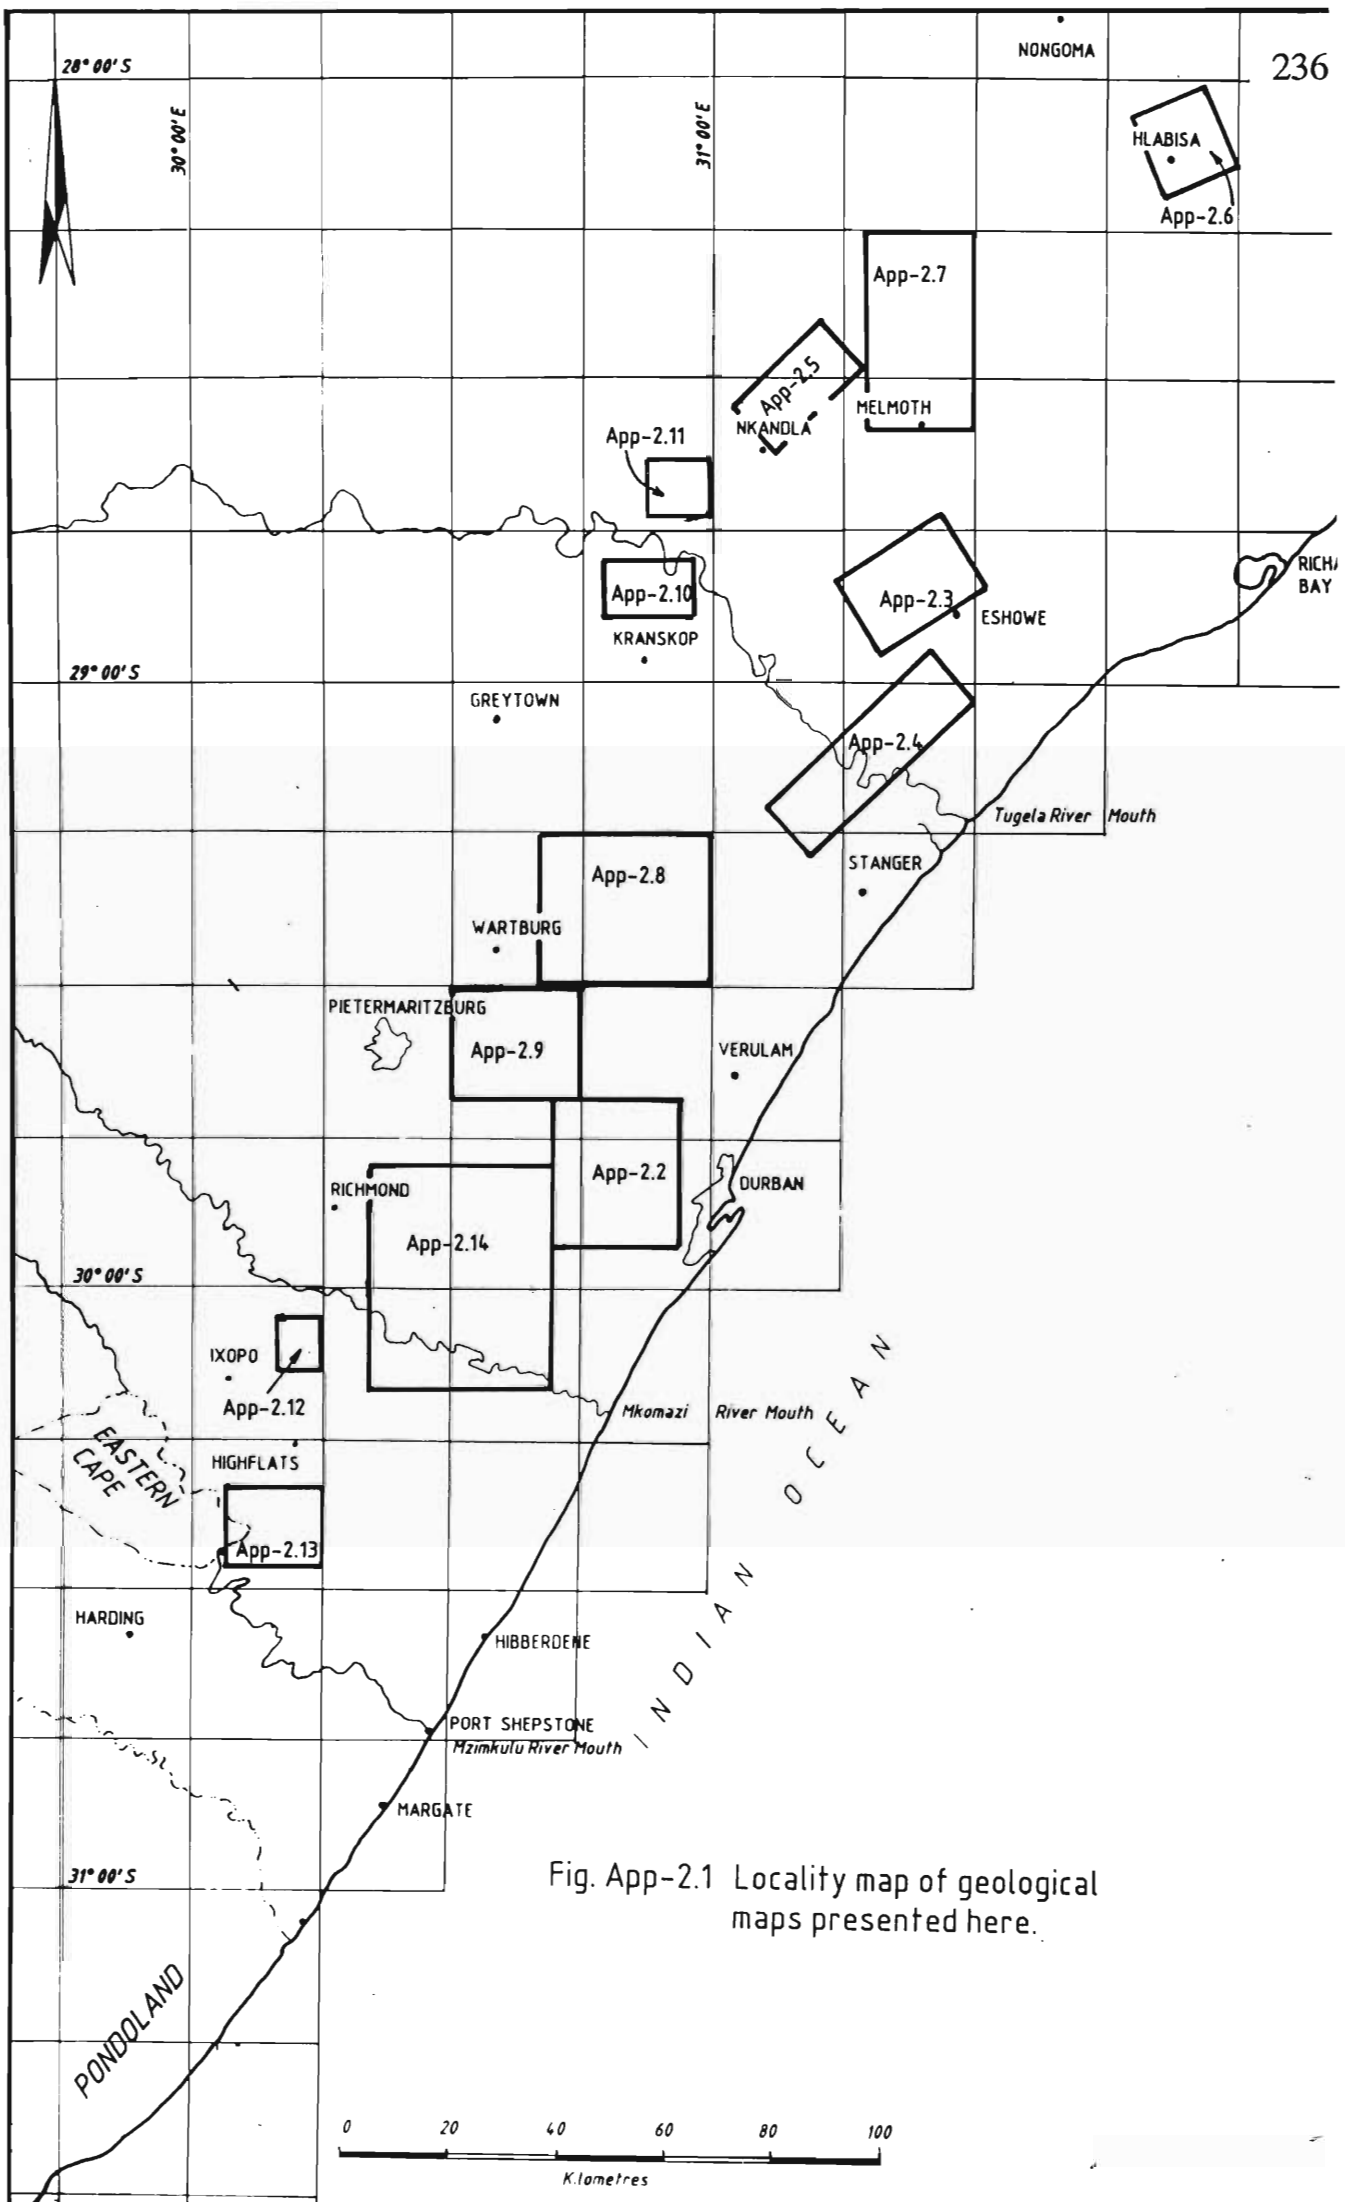 NONGOMA
236
28° 00' S
30° 00' E
31° 00' E
HLABISA
App-2.6
App-2.7
App-2.5
MELMOTH
NKANDLA
App-2.11
RICHA
BAY
App-2.10
App-2.3
ESHOWE
KRANSKOP
29° 00' S
GREYTOWN
App-2.4
Tugela River Mouth
STANGER
App-2.8
WARTBURG
PIETERMARITZBURG
App-2.9
VERULAM
App-2.2
DURBAN
RICHMOND
App-2.14
30° 00' S
IXOPO
App-2.12
Mkomazi River Mouth
EASTERN
CAPE
HIGHFLATS
App-2.13
INDIAN OCEAN
HARDING
HIBBERDENE
PORT SHEPSTONE
Mzimkulu River Mouth
MARGATE
31° 00' S
Fig. App-2.1 Locality map of geological
maps presented here.
PONDOLAND
0 20 40 60 80 100
K.lometres